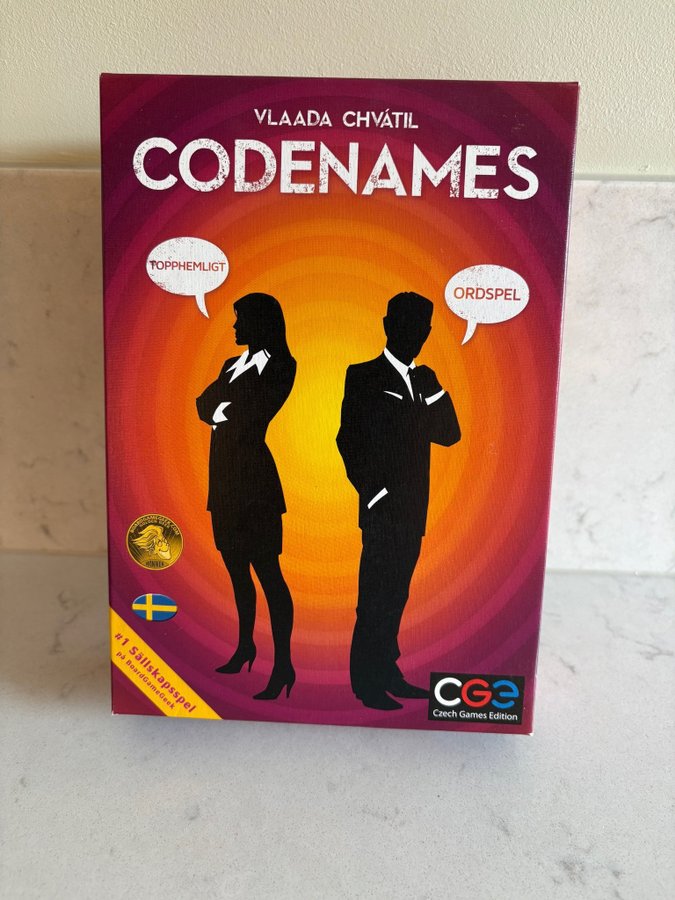 VLAADA CHVÁTIL
CODENAMES
TOPPHEMLIGT
ORDSPEL
#1 Sällskapsspel
på BoardGameGeek
CGE
Czech Games Edition